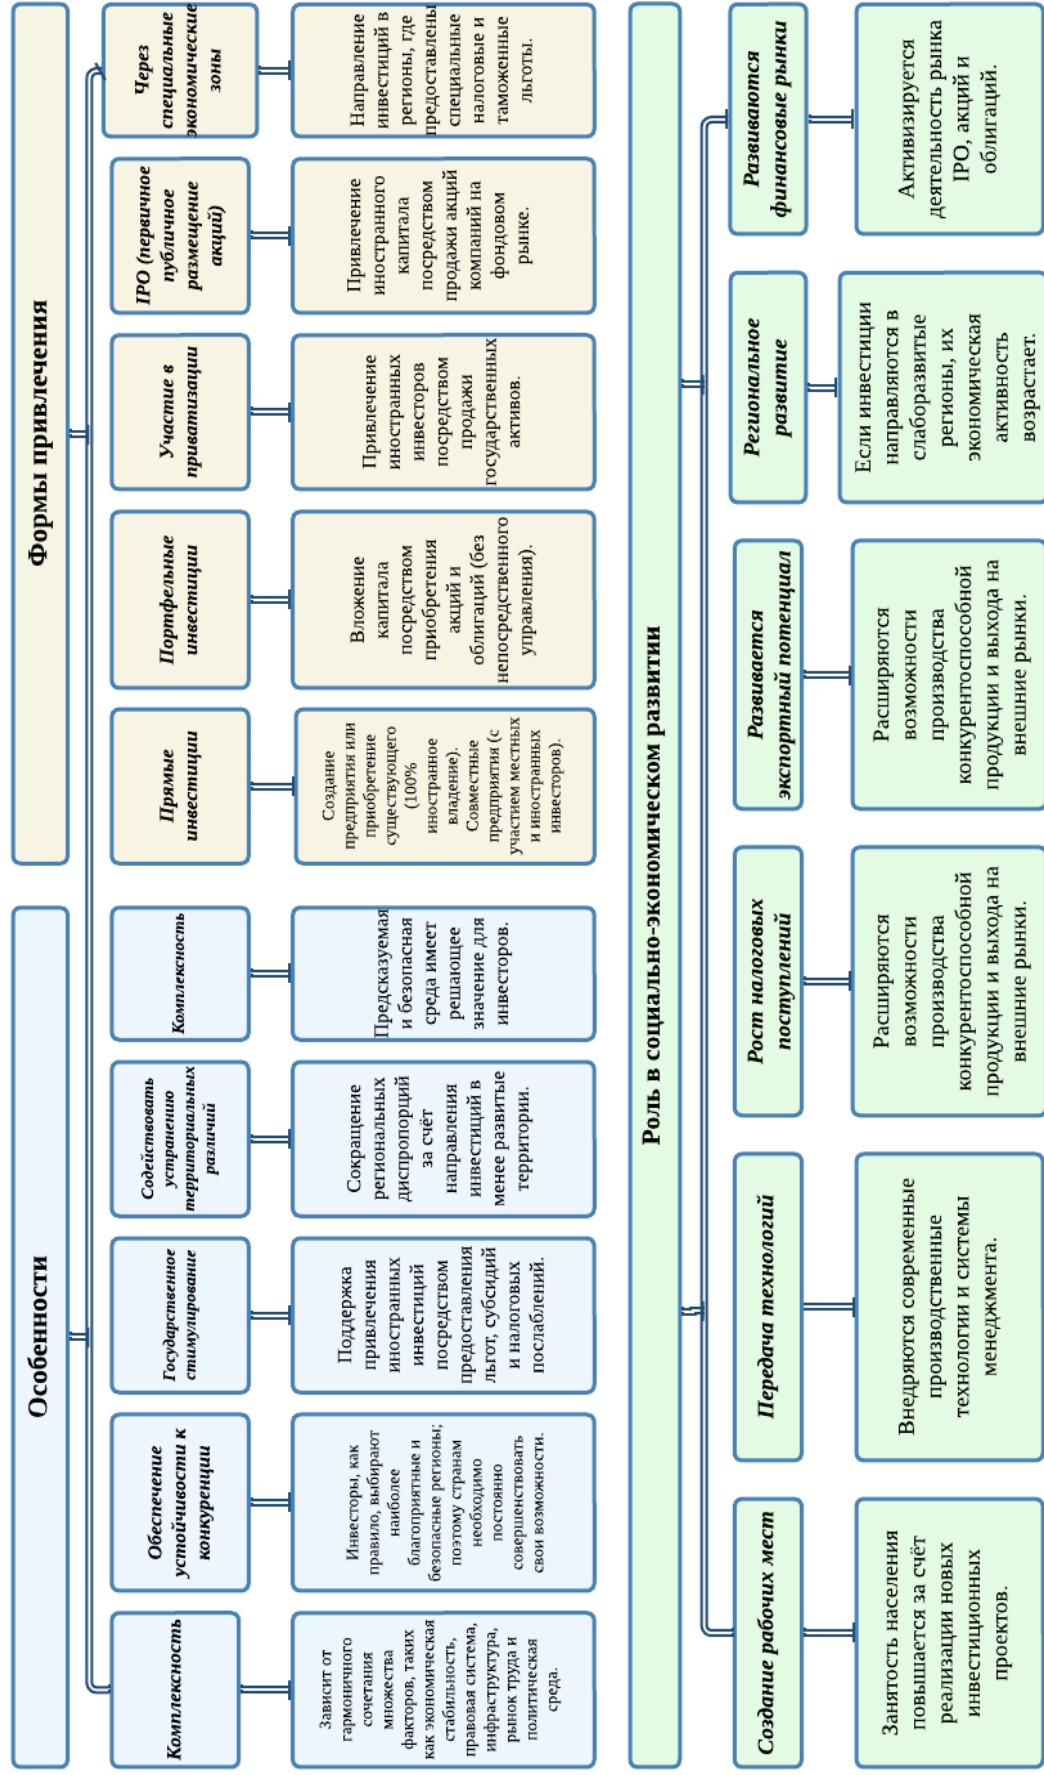 Особенности
Формы привлечения
Комплексность
Зависит от
гармоничного
сочетания
множества
факторов, таких
как экономическая
стабильность,
правовая система,
инфраструктура,
рынок труда и
политическая
среда.
Обеспечение
устойчивости к
конкуренции
Инвесторы, как
правило, выбирают
наиболее
благоприятные и
безопасные регионы;
поэтому странам
необходимо
постоянно
совершенствовать
свои возможности.
Государственное
стимулирование
Поддержка
привлечения
иностранных
инвестиций
посредством
предоставления
льгот, субсидий
и налоговых
послаблений.
Содействовать
устранению
территориальных
различий
Сокращение
региональных
диспропорций
за счёт
направления
инвестиций в
менее развитые
территории.
Комплексность
Предсказуемая
и безопасная
среда имеет
решающее
значение для
инвесторов.
Прямые
инвестиции
Создание
предприятия или
приобретение
существующего
(100%
иностранное
владение).
Совместные
предприятия (с
участием местных
и иностранных
инвесторов).
Портфельные
инвестиции
Вложение
капитала
посредством
приобретения
акций и
облигаций (без
непосредственного
управления).
Участие в
приватизации
Привлечение
иностранных
инвесторов
посредством
продажи
государственных
активов.
IPO (первичное
публичное
размещение
акций)
Привлечение
иностранного
капитала
посредством
продажи акций
компаний на
фондовом
рынке.
Через
специальные
экономические
зоны
Направление
инвестиций в
регионы, где
предоставлены
специальные
налоговые и
таможенные
льготы.
Роль в социально-экономическом развитии
Создание рабочих мест
Занятость населения
повышается за счёт
реализации новых
инвестиционных
проектов.
Передача технологий
Внедряются современные
производственные
технологии и системы
менеджмента.
Рост налоговых
поступлений
Расширяются
возможности
производства
конкурентоспособной
продукции и выхода на
внешние рынки.
Развивается
экспортный потенциал
Расширяются
возможности
производства
конкурентоспособной
продукции и выхода на
внешние рынки.
Региональное
развитие
Если инвестиции
направляются в
слаборазвитые
регионы, их
экономическая
активность
возрастает.
Развиваются
финансовые рынки
Активизируется
деятельность рынка
IPO, акций и
облигаций.